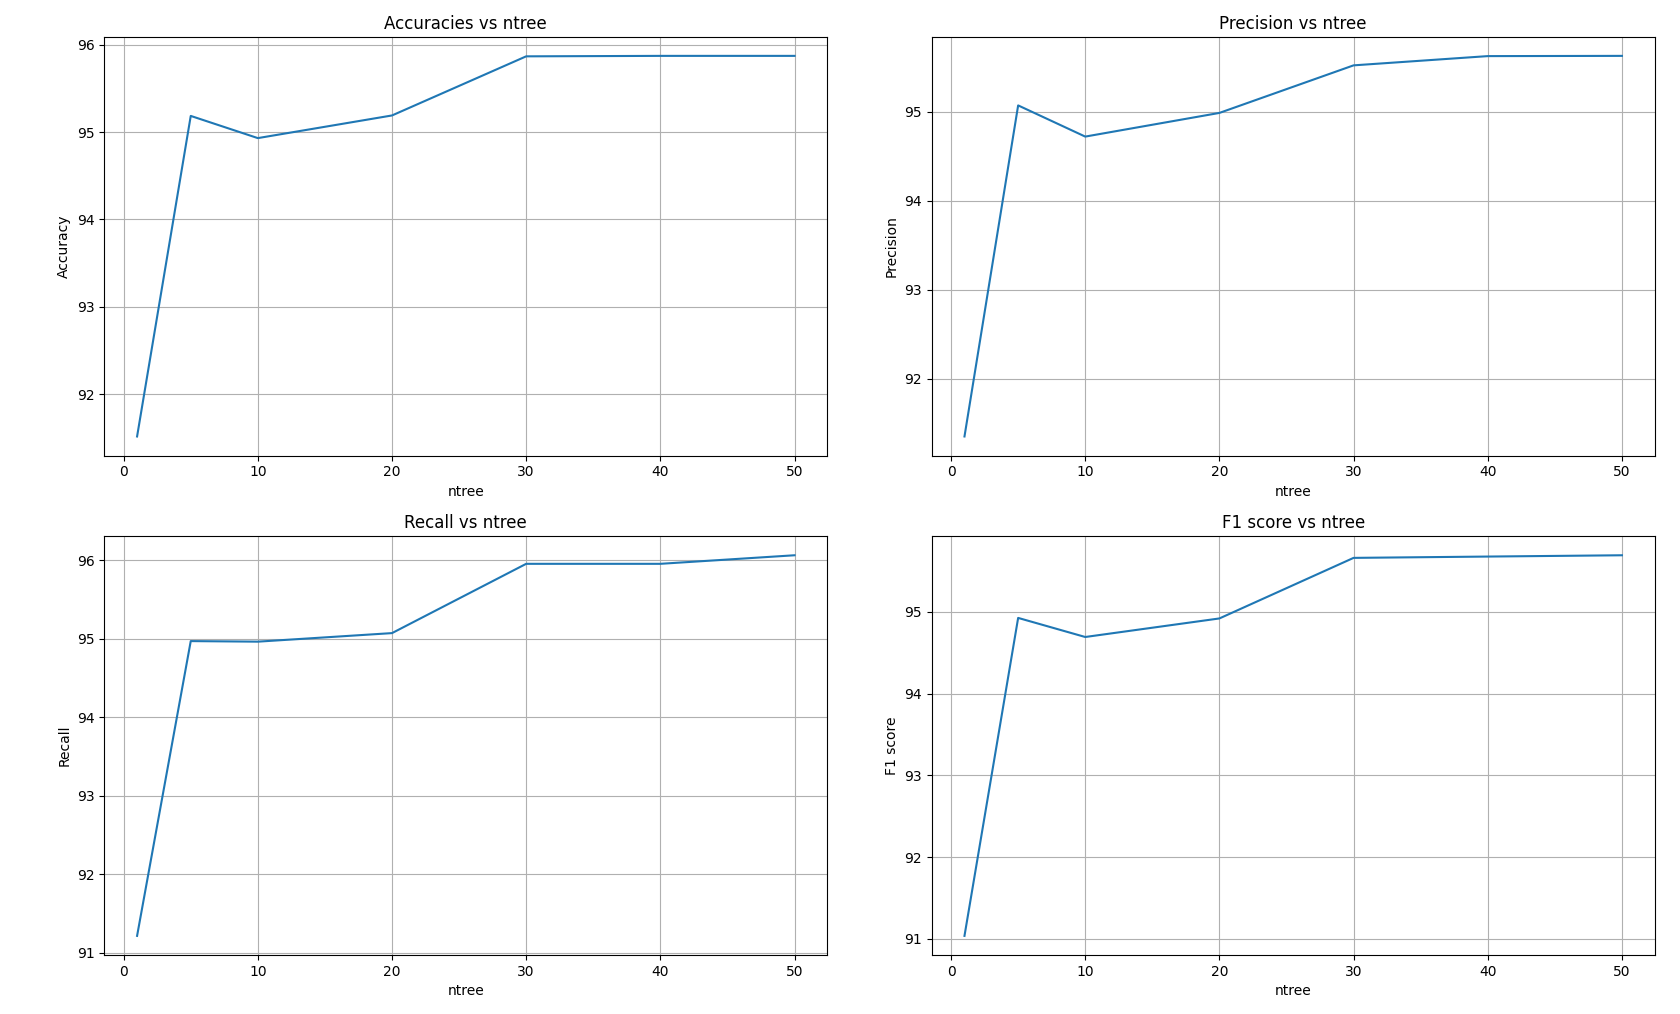 Accuracies vs ntree
96
95
94
93
92
Accuracy
0 10 20 30 40 50
ntree
Precision vs ntree
95
94
93
92
Precision
0 10 20 30 40 50
ntree
Recall vs ntree
96
95
94
93
92
91
Recall
0 10 20 30 40 50
ntree
F1 score vs ntree
95
94
93
92
91
F1 score
0 10 20 30 40 50
ntree